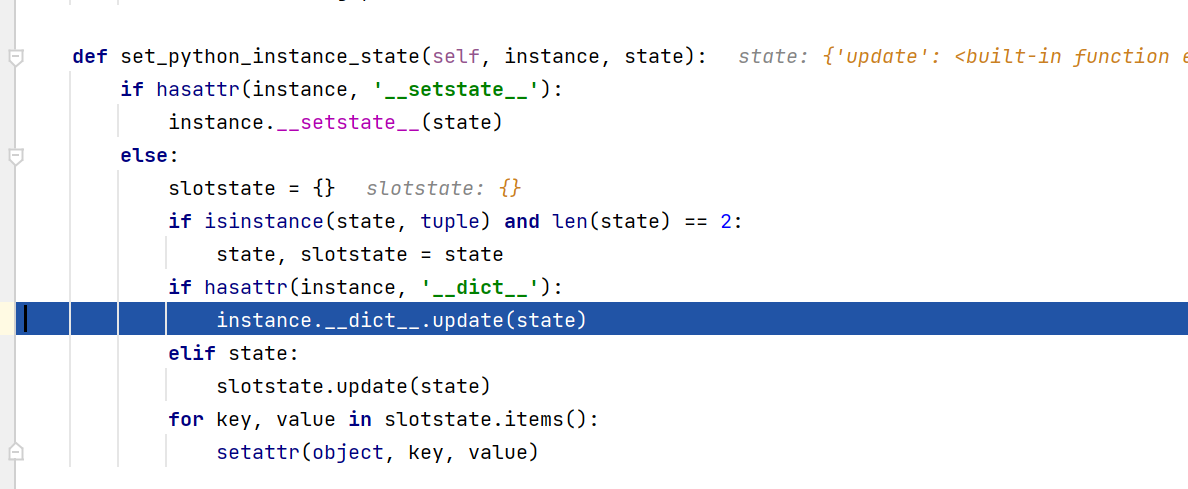 def set_python_instance_state(self, instance, state):   state: {'update': <built-in function e
if hasattr(instance, '__setstate__'):
instance.__setstate__(state)
else:
slotstate = {}   slotstate: {}
if isinstance(state, tuple) and len(state) == 2:
state, slotstate = state
if hasattr(instance, '__dict__'):
instance.__dict__.update(state)
elif state:
slotstate.update(state)
for key, value in slotstate.items():
setattr(object, key, value)